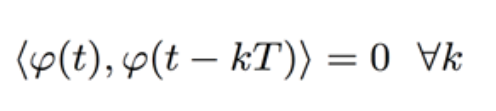 ⟨φ(t), φ(t − kT)⟩ = 0 ∀k